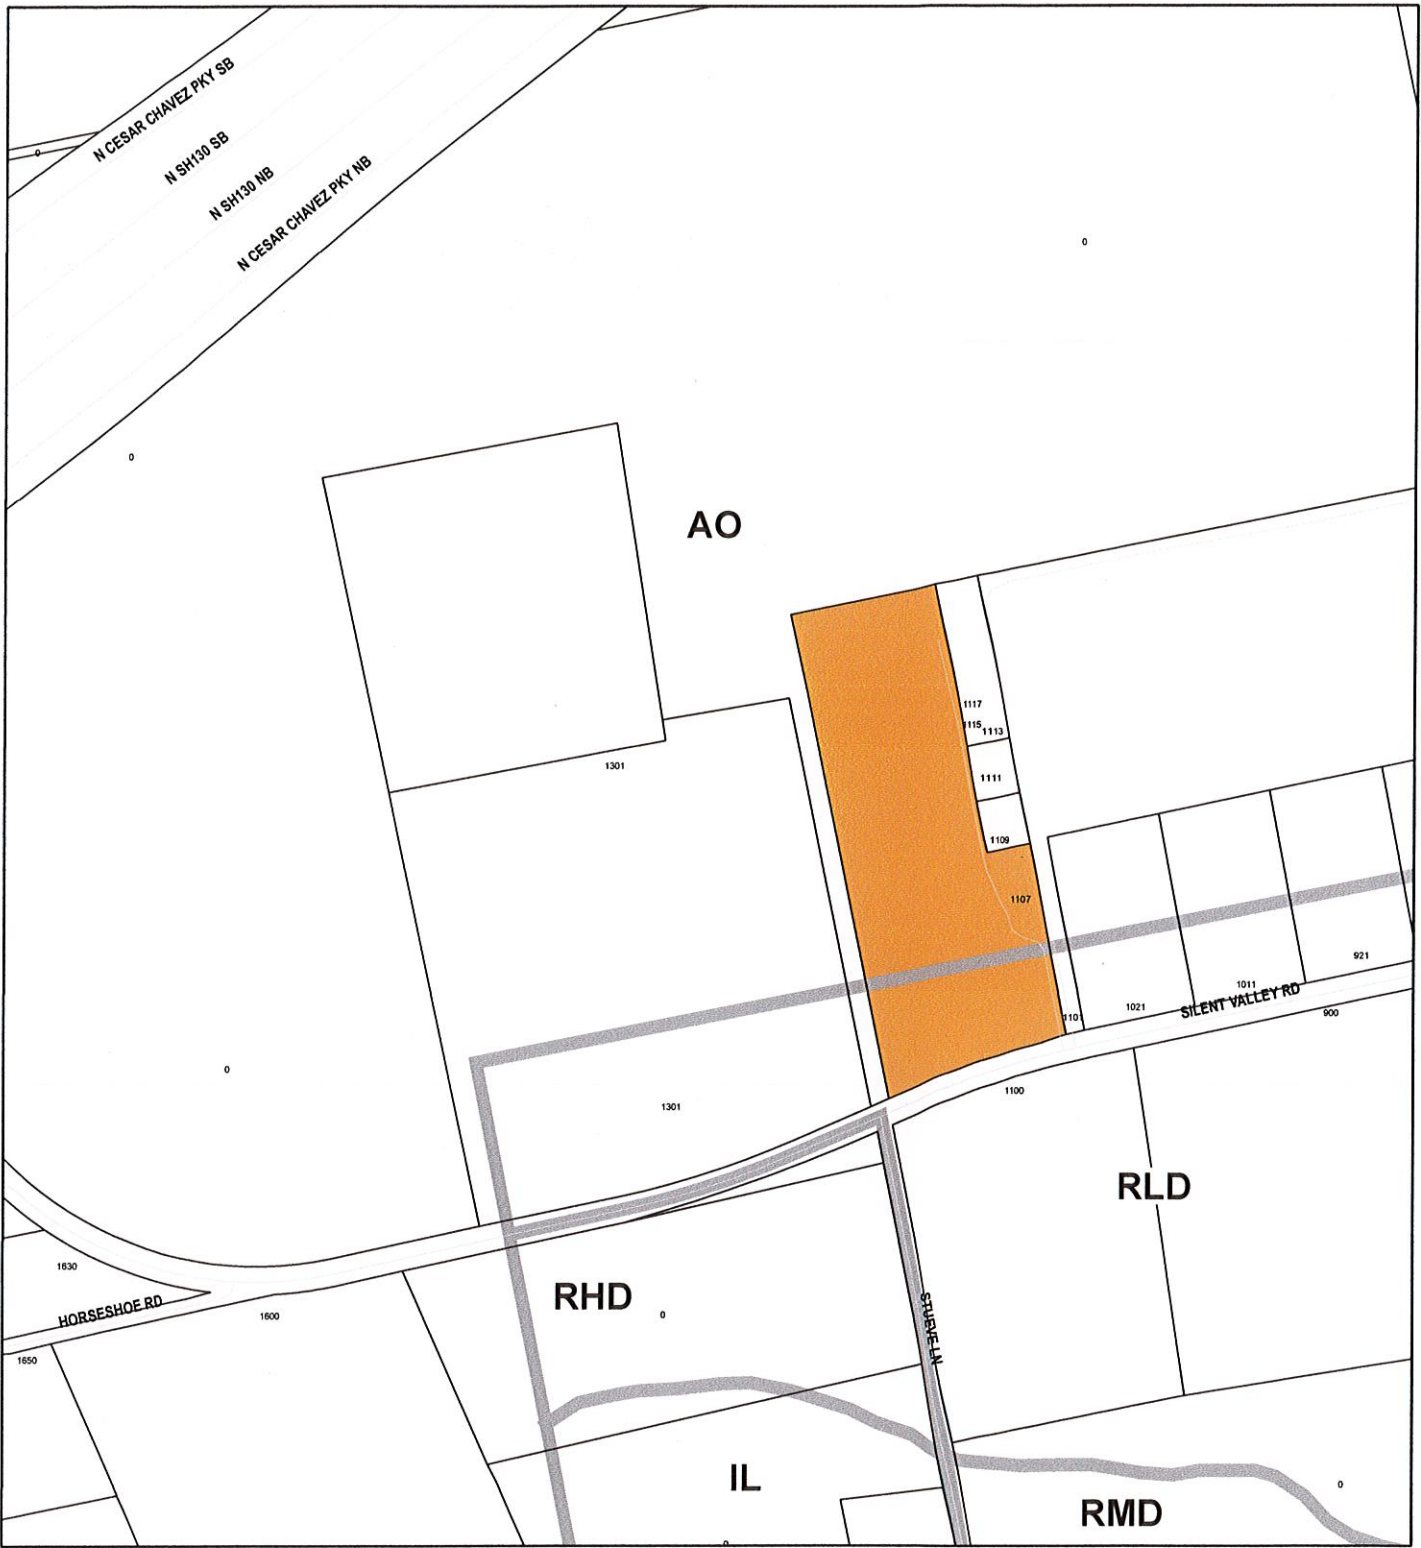 N CESAR CHAVEZ PKY SB
N SH130 SB
N SH130 NB
N CESAR CHAVEZ PKY NB
0
0
0
AO
1117
1115
1113
1301
1111
1109
1107
921
1011
SILENT VALLEY RD
1021
1101
900
0
1100
1301
RLD
1630
RHD
HORSESHOE RD
1600
0
STUEVE LN
1650
IL
0
RMD
0